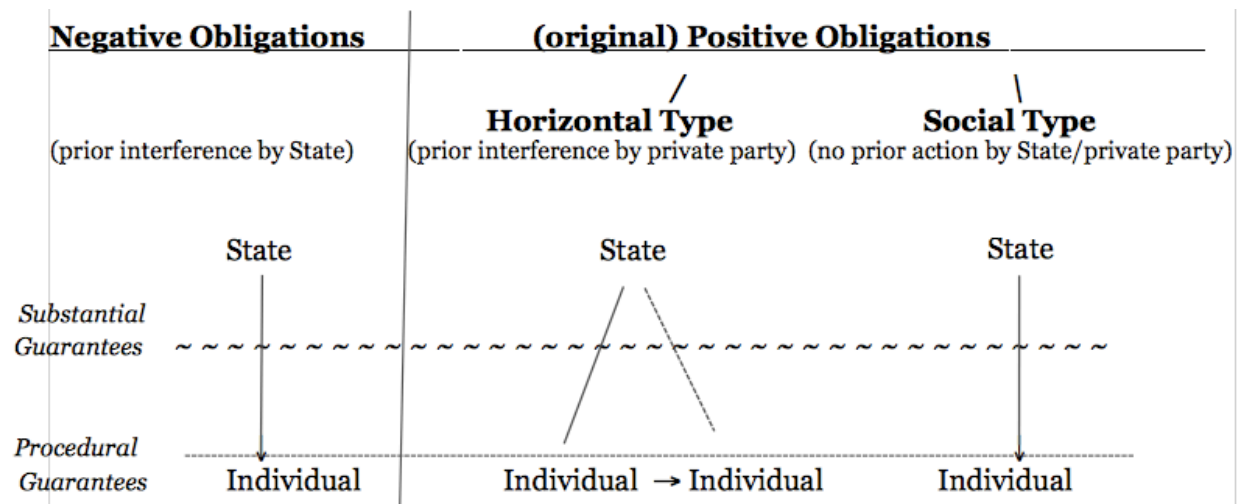 Negative Obligations (original) Positive Obligations
/ \
Horizontal Type Social Type
(prior interference by State) (prior interference by private party) (no prior action by State/private party)
State State State
Substantial
Guarantees ~ ~ ~ ~ ~ ~ ~ ~ ~ ~ ~ ~ ~ ~ ~ ~ ~ ~ ~ ~ ~ ~ ~ ~ ~ ~ ~ ~ ~ ~ ~ ~ ~ ~ ~ ~
Procedural
Guarantees Individual Individual → Individual Individual